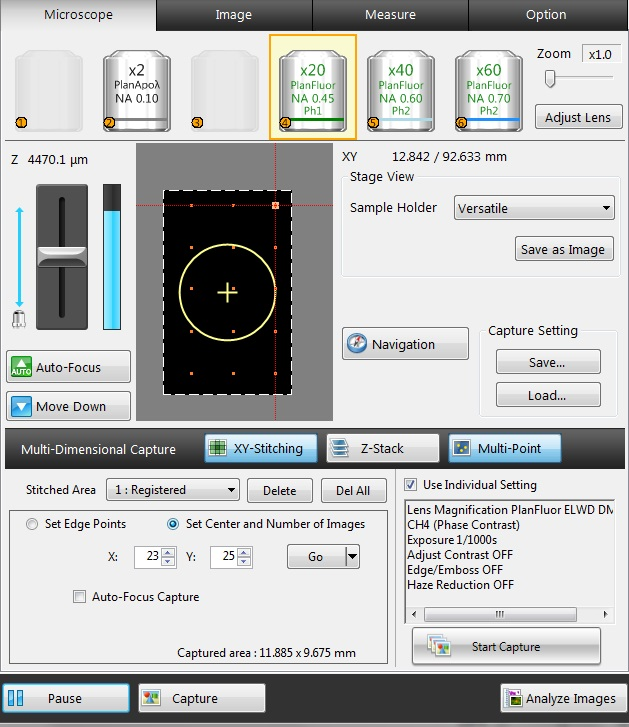 Microscope Image Measure Option
1
x2
PlanApoλ
NA 0.10
2
3
x20
PlanFluor
NA 0.45
Ph1
4
x40
PlanFluor
NA 0.60
Ph2
5
x60
PlanFluor
NA 0.70
Ph2
6
Zoom x1.0
Adjust Lens
Z 4470.1 µm
AUTO Auto-Focus
Move Down
XY 12.842 / 92.633 mm
Stage View
Sample Holder Versatile
Save as Image
Navigation
Capture Setting
Save...
Load...
Multi-Dimensional Capture XY-Stitching Z-Stack Multi-Point
Stitched Area 1 : Registered Delete Del All
Set Edge Points Set Center and Number of Images
X: 23 Y: 25 Go
Auto-Focus Capture
Captured area : 11.885 x 9.675 mm
Use Individual Setting
Lens Magnification PlanFluor ELWD DM
CH4 (Phase Contrast)
Exposure 1/1000s
Adjust Contrast OFF
Edge/Emboss OFF
Haze Reduction OFF
Start Capture
Pause Capture Analyze Images